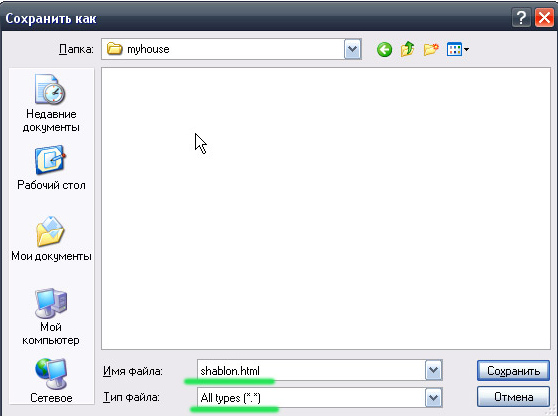 Сохранить как
Папка: myhouse
Недавние
документы
Рабочий стол
Мои документы
Мой
компьютер
Сетевое
Имя файла: shablon.html Сохранить
Тип файла: All types (*.*) Отмена